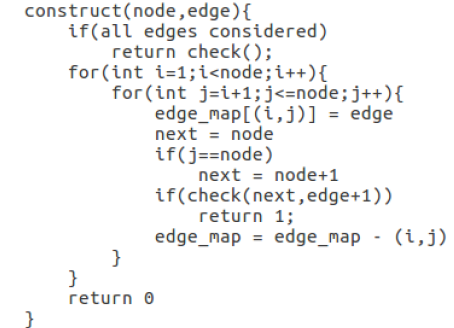 construct(node,edge){
if(all edges considered)
return check();
for(int i=1;i<node;i++){
for(int j=i+1;j<=node;j++){
edge_map[(i,j)] = edge
next = node
if(j==node)
next = node+1
if(check(next,edge+1))
return 1;
edge_map = edge_map - (i,j)
}
}
return 0
}